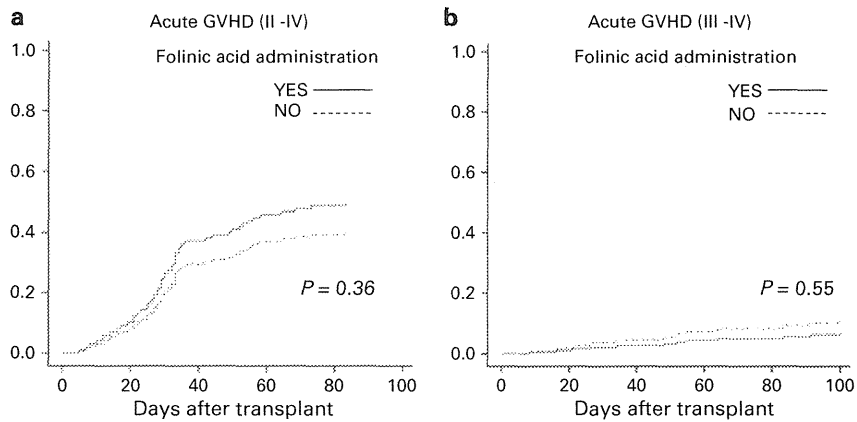 a
Acute GVHD (II -IV)
1.0
Folinic acid administration
YES
NO
0.8
0.6
0.4
0.2
P = 0.36
0.0
0 20 40 60 80 100
Days after transplant
b
Acute GVHD (III -IV)
1.0
Folinic acid administration
YES
NO
0.8
0.6
0.4
0.2
P = 0.55
0.0
0 20 40 60 80 100
Days after transplant